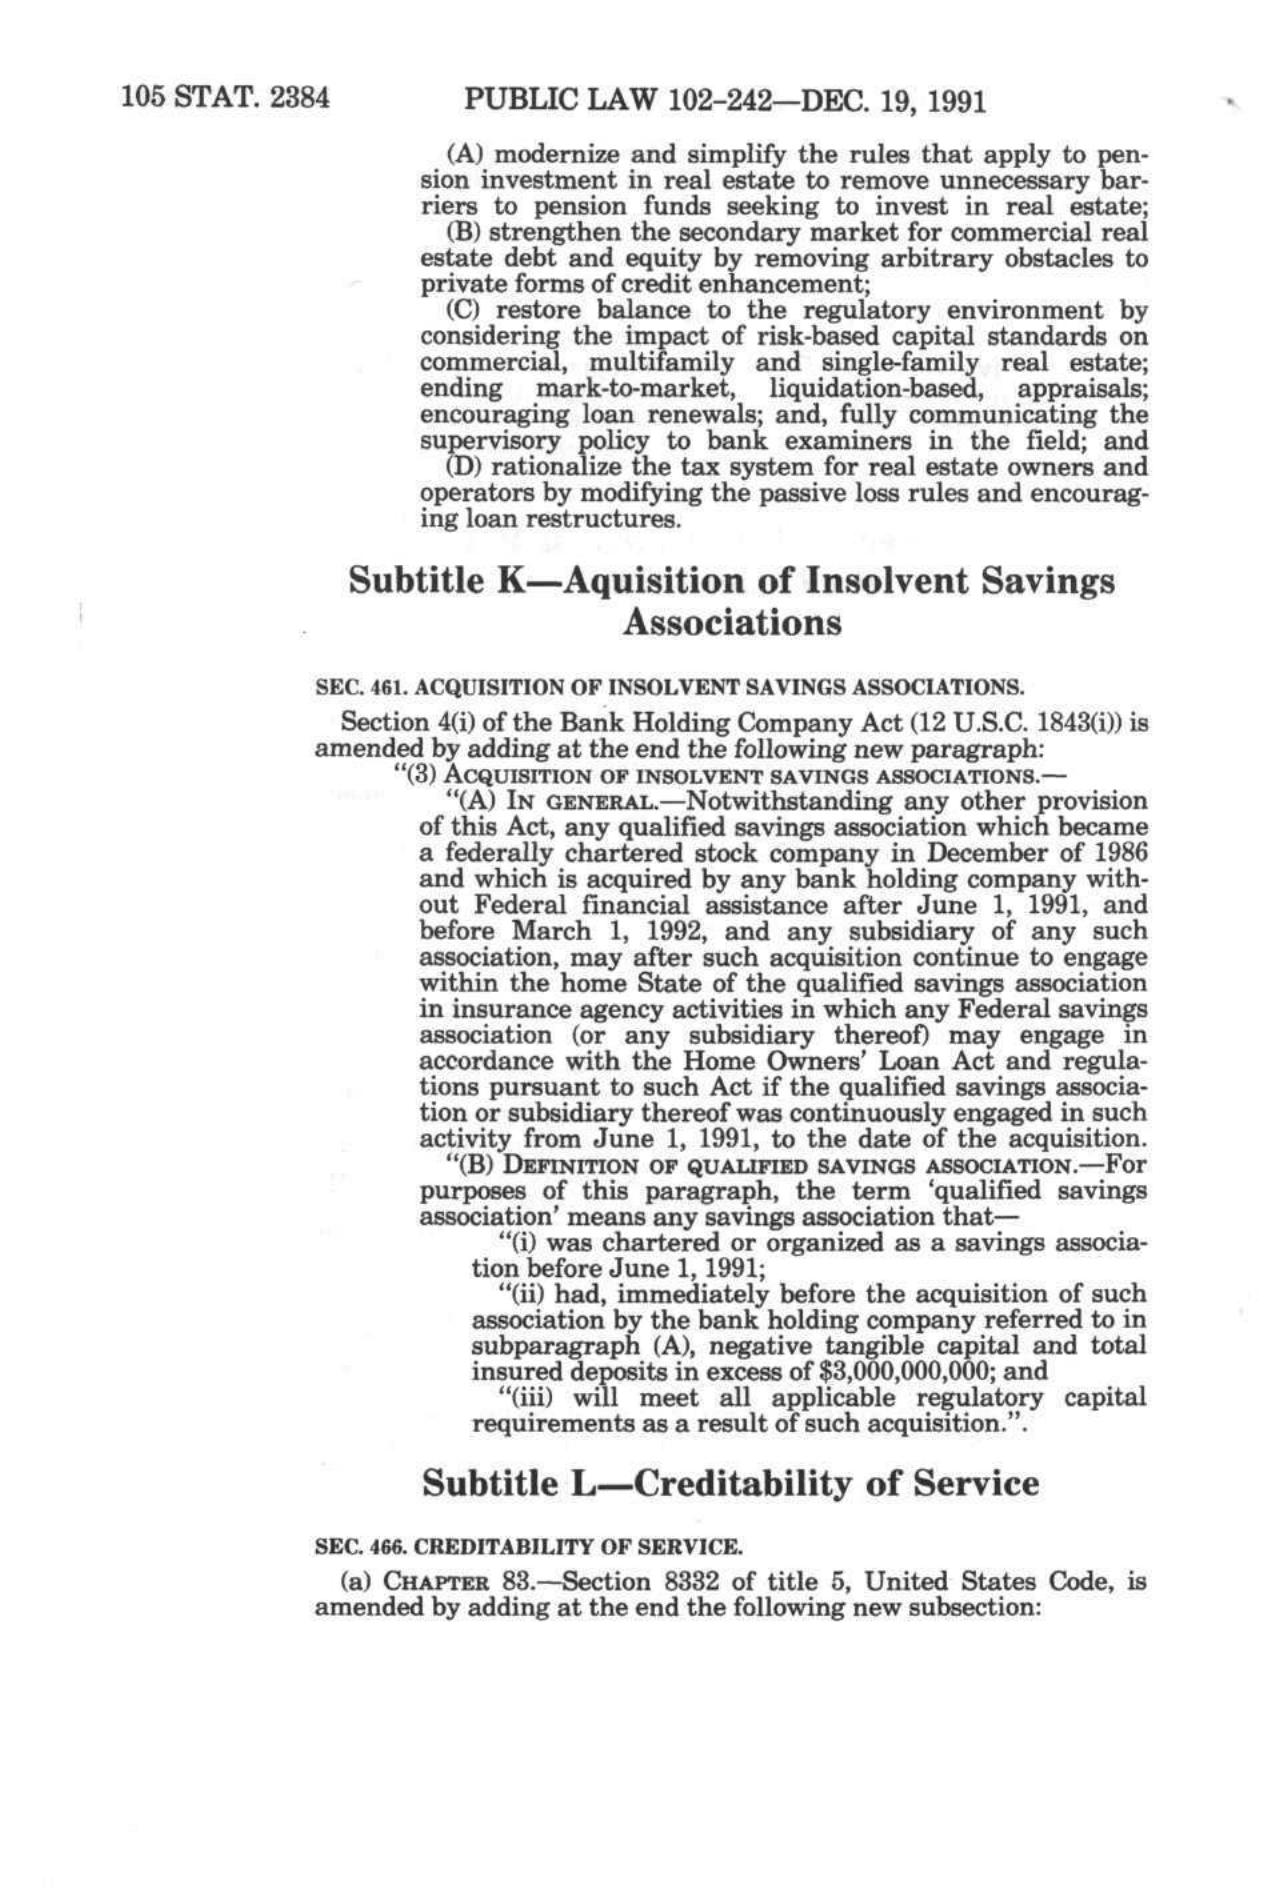 105 STAT. 2384 PUBLIC LAW 102–242—DEC. 19, 1991
(A) modernize and simplify the rules that apply to pen-
sion investment in real estate to remove unnecessary bar-
riers to pension funds seeking to invest in real estate;
(B) strengthen the secondary market for commercial real
estate debt and equity by removing arbitrary obstacles to
private forms of credit enhancement;
(C) restore balance to the regulatory environment by
considering the impact of risk-based capital standards on
commercial, multifamily and single-family real estate;
ending mark-to-market, liquidation-based, appraisals;
encouraging loan renewals; and, fully communicating the
supervisory policy to bank examiners in the field; and
(D) rationalize the tax system for real estate owners and
operators by modifying the passive loss rules and encourag-
ing loan restructures.
Subtitle K—Aquisition of Insolvent Savings
Associations
SEC. 461. ACQUISITION OF INSOLVENT SAVINGS ASSOCIATIONS.
Section 4(i) of the Bank Holding Company Act (12 U.S.C. 1843(i)) is
amended by adding at the end the following new paragraph:
“(3) ACQUISITION OF INSOLVENT SAVINGS ASSOCIATIONS.—
“(A) IN GENERAL.—Notwithstanding any other provision
of this Act, any qualified savings association which became
a federally chartered stock company in December of 1986
and which is acquired by any bank holding company with-
out Federal financial assistance after June 1, 1991, and
before March 1, 1992, and any subsidiary of any such
association, may after such acquisition continue to engage
within the home State of the qualified savings association
in insurance agency activities in which any Federal savings
association (or any subsidiary thereof) may engage in
accordance with the Home Owners’ Loan Act and regula-
tions pursuant to such Act if the qualified savings associa-
tion or subsidiary thereof was continuously engaged in such
activity from June 1, 1991, to the date of the acquisition.
“(B) DEFINITION OF QUALIFIED SAVINGS ASSOCIATION.—For
purposes of this paragraph, the term ‘qualified savings
association’ means any savings association that—
“(i) was chartered or organized as a savings associa-
tion before June 1, 1991;
“(ii) had, immediately before the acquisition of such
association by the bank holding company referred to in
subparagraph (A), negative tangible capital and total
insured deposits in excess of $3,000,000,000; and
“(iii) will meet all applicable regulatory capital
requirements as a result of such acquisition.”.
Subtitle L—Creditability of Service
SEC. 466. CREDITABILITY OF SERVICE.
(a) CHAPTER 83.—Section 8332 of title 5, United States Code, is
amended by adding at the end the following new subsection: